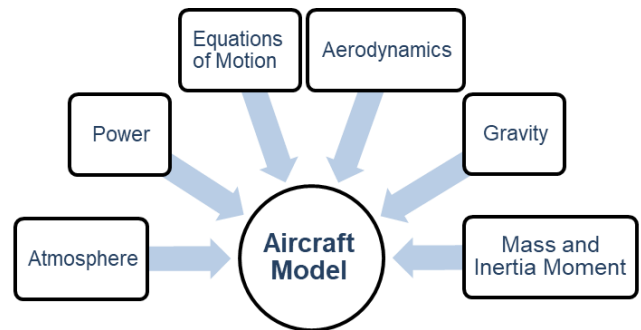 Equations
of Motion
Aerodynamics
Power
Gravity
Atmosphere
Aircraft
Model
Mass and
Inertia Moment